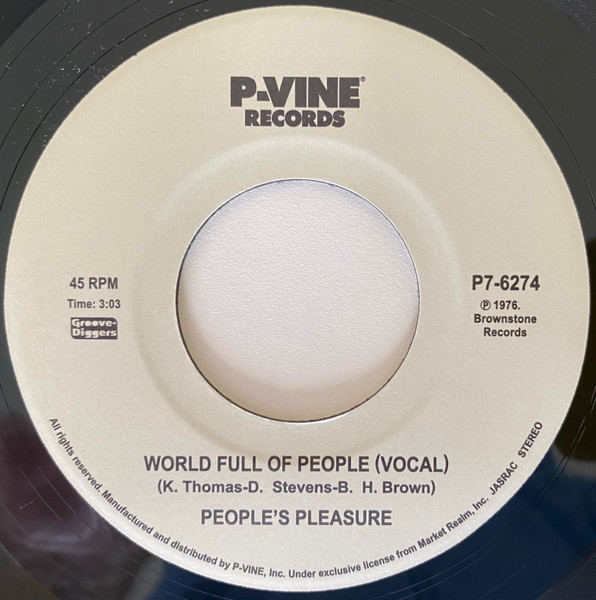 P-VINE®
RECORDS
45 RPM
Time: 3:03
Groove-
Diggers
P7-6274
℗ 1976.
Brownstone
Records
WORLD FULL OF PEOPLE (VOCAL)
(K. Thomas-D. Stevens-B. H. Brown)
PEOPLE'S PLEASURE
All rights reserved. Manufactured and distributed by P-VINE, Inc. Under exclusive license from Market Realm, Inc. JASRAC STEREO